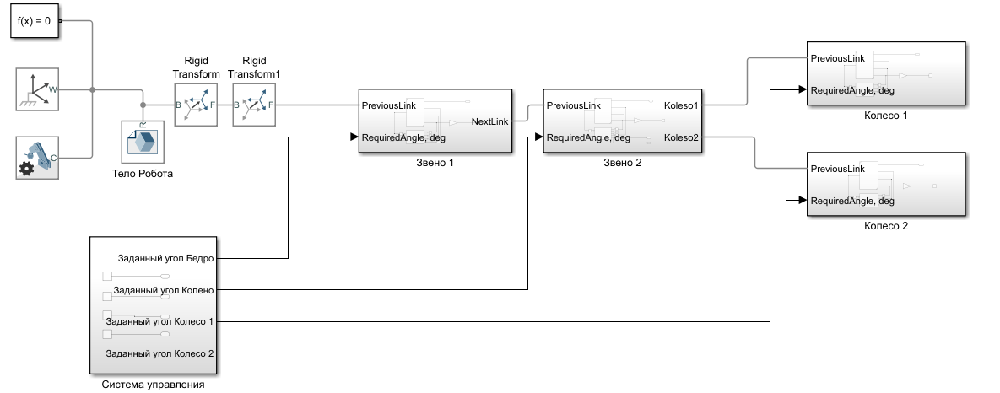 f(x) = 0
W
C
R
Тело Робота
Rigid
Transform
B
F
Rigid
Transform1
B
F
PreviousLink
RequiredAngle, deg
NextLink
Звено 1
PreviousLink
RequiredAngle, deg
Koleso1
Koleso2
Звено 2
PreviousLink
RequiredAngle, deg
Колесо 1
PreviousLink
RequiredAngle, deg
Колесо 2
Заданный угол Бедро
Заданный угол Колено
Заданный угол Колесо 1
Заданный угол Колесо 2
Система управления